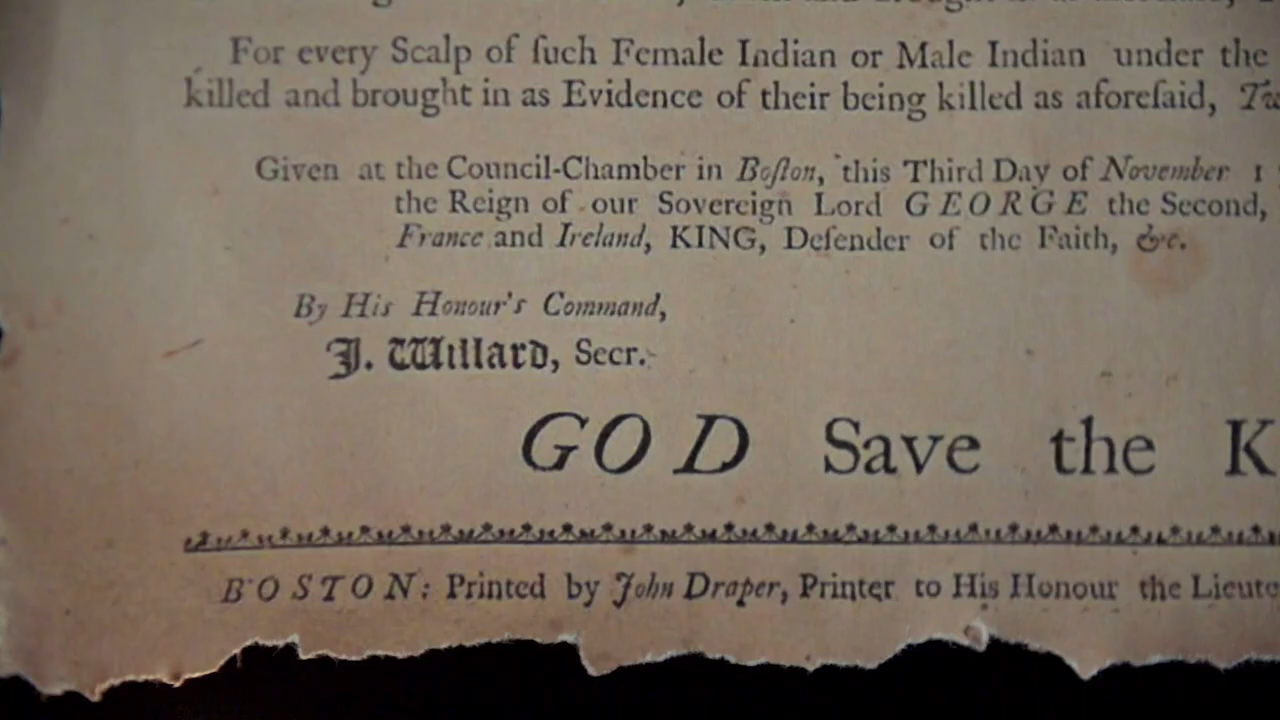 For every Scalp of ſuch Female Indian or Male Indian under the
killed and brought in as Evidence of their being killed as aforeſaid,
Given at the Council-Chamber in Boſton, this Third Day of November
the Reign of our Sovereign Lord GEORGE the Second,
France and Ireland, KING, Defender of the Faith, &c.
By His Honour's Command,
J. Willard, Secr.
GOD Save the K
BOSTON: Printed by John Draper, Printer to His Honour the Lieute